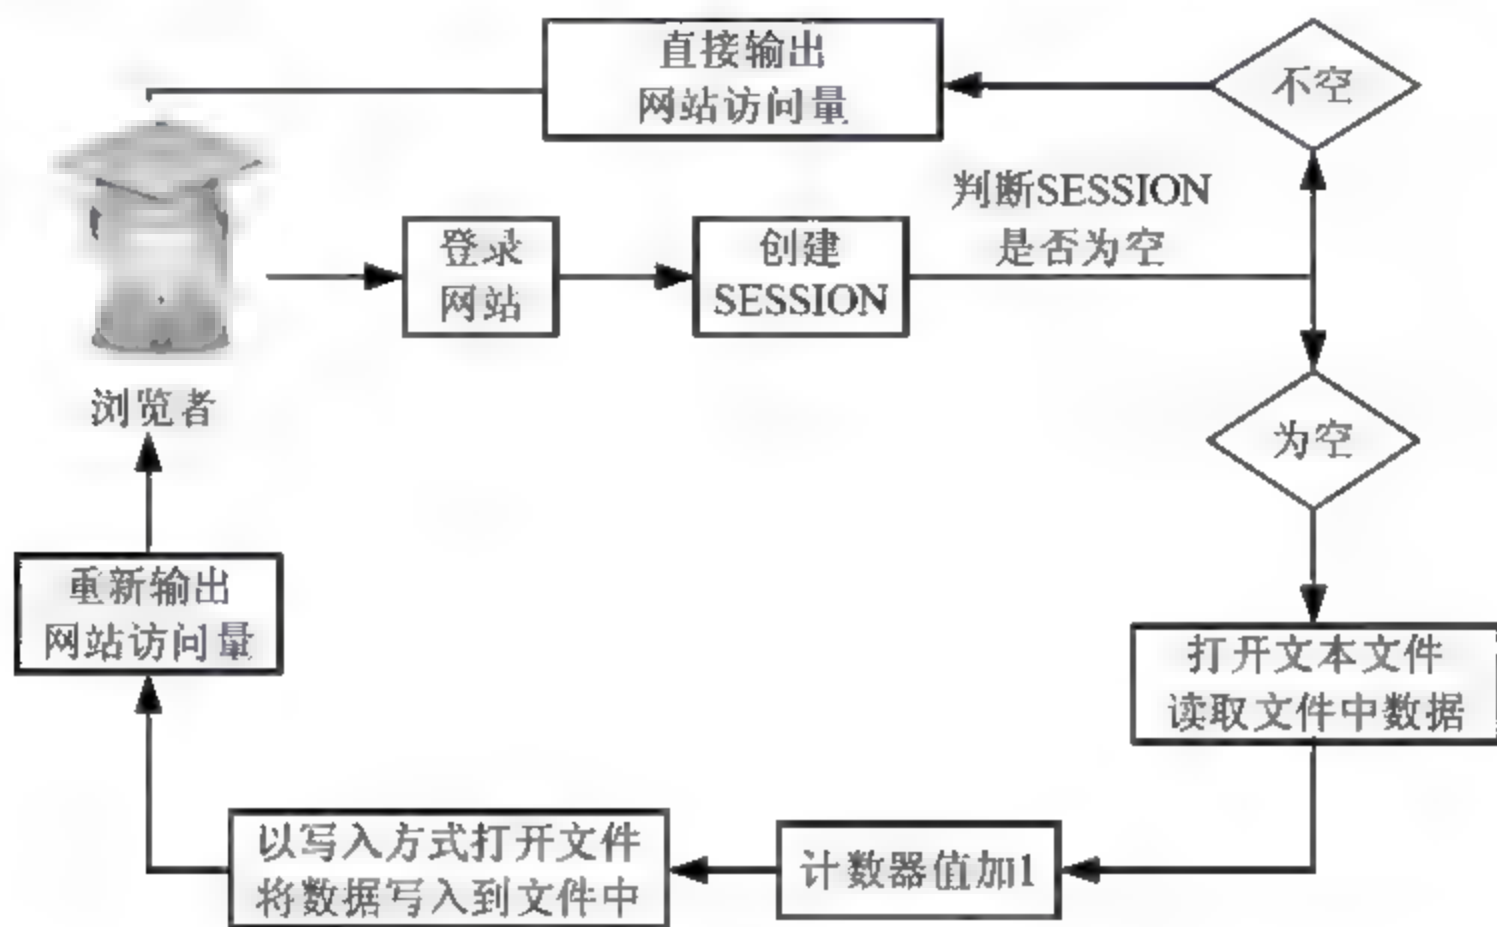 直接输出
网站访问量
不空
判断SESSION
是否为空
登录
网站
创建
SESSION
浏览者
为空
重新输出
网站访问量
打开文本文件
读取文件中数据
以写入方式打开文件
将数据写入到文件中
计数器值加1